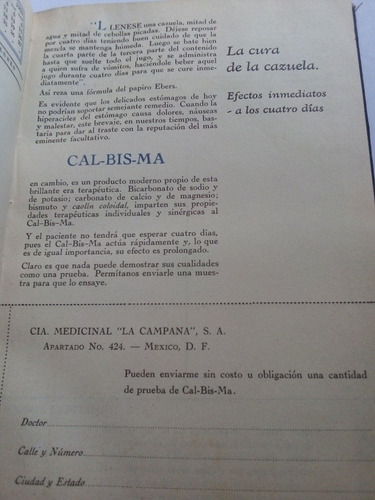 "LLENESE una cazuela, mitad de
agua y mitad de cebollas picadas. Déjese reposar
por cuatro días teniendo buen cuidado de que la
mezcla se mantenga húmeda. Luego se bate bien
la cuarta parte de la tercera parte del contenido
hasta que suelte todo el jugo, y se administra
a quien sufra de vómitos, haciéndole beber aquel
jugo durante cuatro días para que se cure inme-
diatamente".
Así reza una fórmula del papiro Ebers.
Es evidente que los delicados estómagos de hoy
no podrían soportar semejante remedio. Cuando la
hiperacidez del estómago causa dolores, náuseas
y malestar, este brevaje, en nuestros tiempos, bas-
taría para dar al traste con la reputación del más
eminente facultativo.
La cura
de la cazuela.
Efectos inmediatos
- a los cuatro días
CAL-BIS-MA
en cambio, es un producto moderno propio de esta
brillante era terapéutica. Bicarbonato de sodio y
de potasio; carbonato de calcio y de magnesio;
bismuto y caolín coloidal, imparten sus propie-
dades terapéuticas individuales y sinérgicas al
Cal-Bis-Ma.
Y el paciente no tendrá que esperar cuatro días,
pues el Cal-Bis-Ma actúa rápidamente y, lo que
es de igual importancia, su efecto es prolongado.
Claro es que nada puede demostrar sus cualidades
como una prueba. Permítanos enviarle una mues-
tra para que lo ensaye.
CIA. MEDICINAL "LA CAMPANA", S. A.
APARTADO No. 424. — MEXICO, D. F.
Pueden enviarme sin costo u obligación una cantidad
de prueba de Cal-Bis-Ma.
Doctor
Calle y Número
Ciudad y Estado